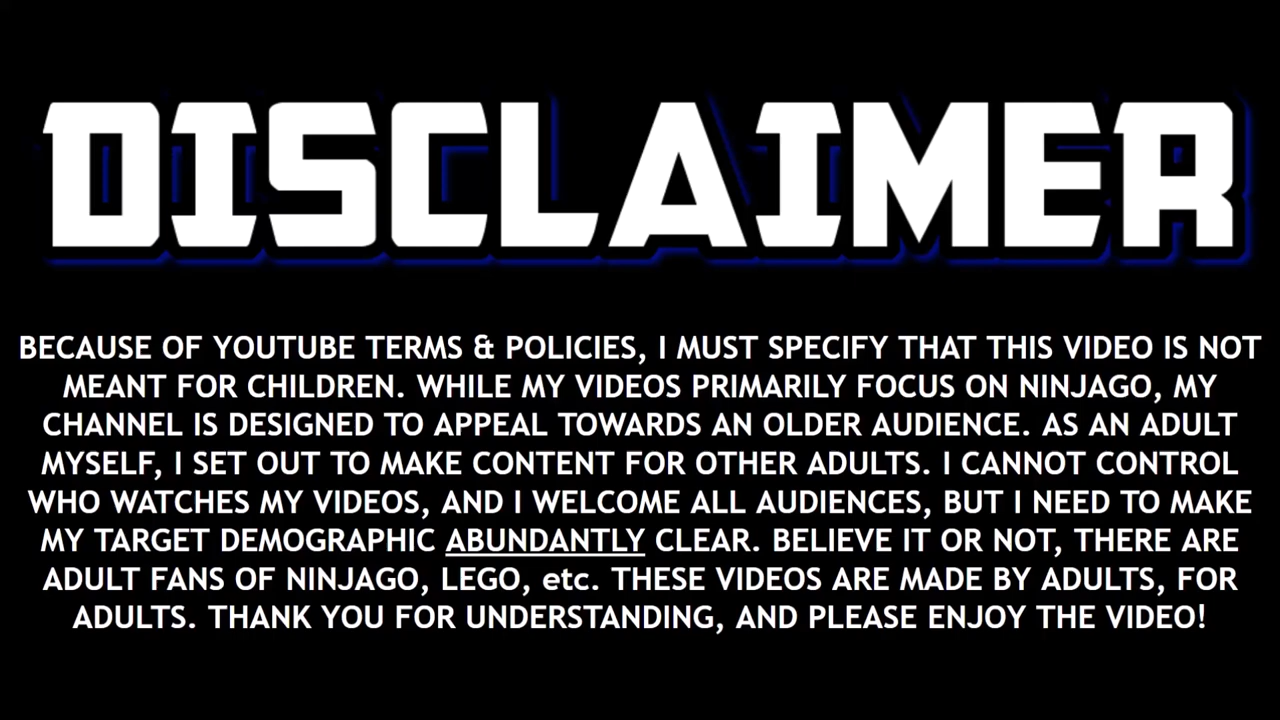 DISCLAIMER
BECAUSE OF YOUTUBE TERMS & POLICIES, I MUST SPECIFY THAT THIS VIDEO IS NOT
MEANT FOR CHILDREN. WHILE MY VIDEOS PRIMARILY FOCUS ON NINJAGO, MY
CHANNEL IS DESIGNED TO APPEAL TOWARDS AN OLDER AUDIENCE. AS AN ADULT
MYSELF, I SET OUT TO MAKE CONTENT FOR OTHER ADULTS. I CANNOT CONTROL
WHO WATCHES MY VIDEOS, AND I WELCOME ALL AUDIENCES, BUT I NEED TO MAKE
MY TARGET DEMOGRAPHIC ABUNDANTLY CLEAR. BELIEVE IT OR NOT, THERE ARE
ADULT FANS OF NINJAGO, LEGO, etc. THESE VIDEOS ARE MADE BY ADULTS, FOR
ADULTS. THANK YOU FOR UNDERSTANDING, AND PLEASE ENJOY THE VIDEO!